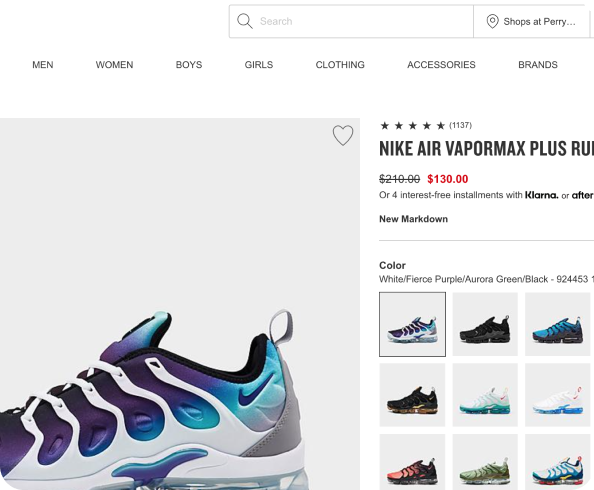 Search
Shops at Perry…
MEN WOMEN BOYS GIRLS CLOTHING ACCESSORIES BRANDS
(1137)
NIKE AIR VAPORMAX PLUS
$210.00 $130.00
Or 4 interest-free installments with Klarna. or after
New Markdown
Color
White/Fierce Purple/Aurora Green/Black - 924453 1